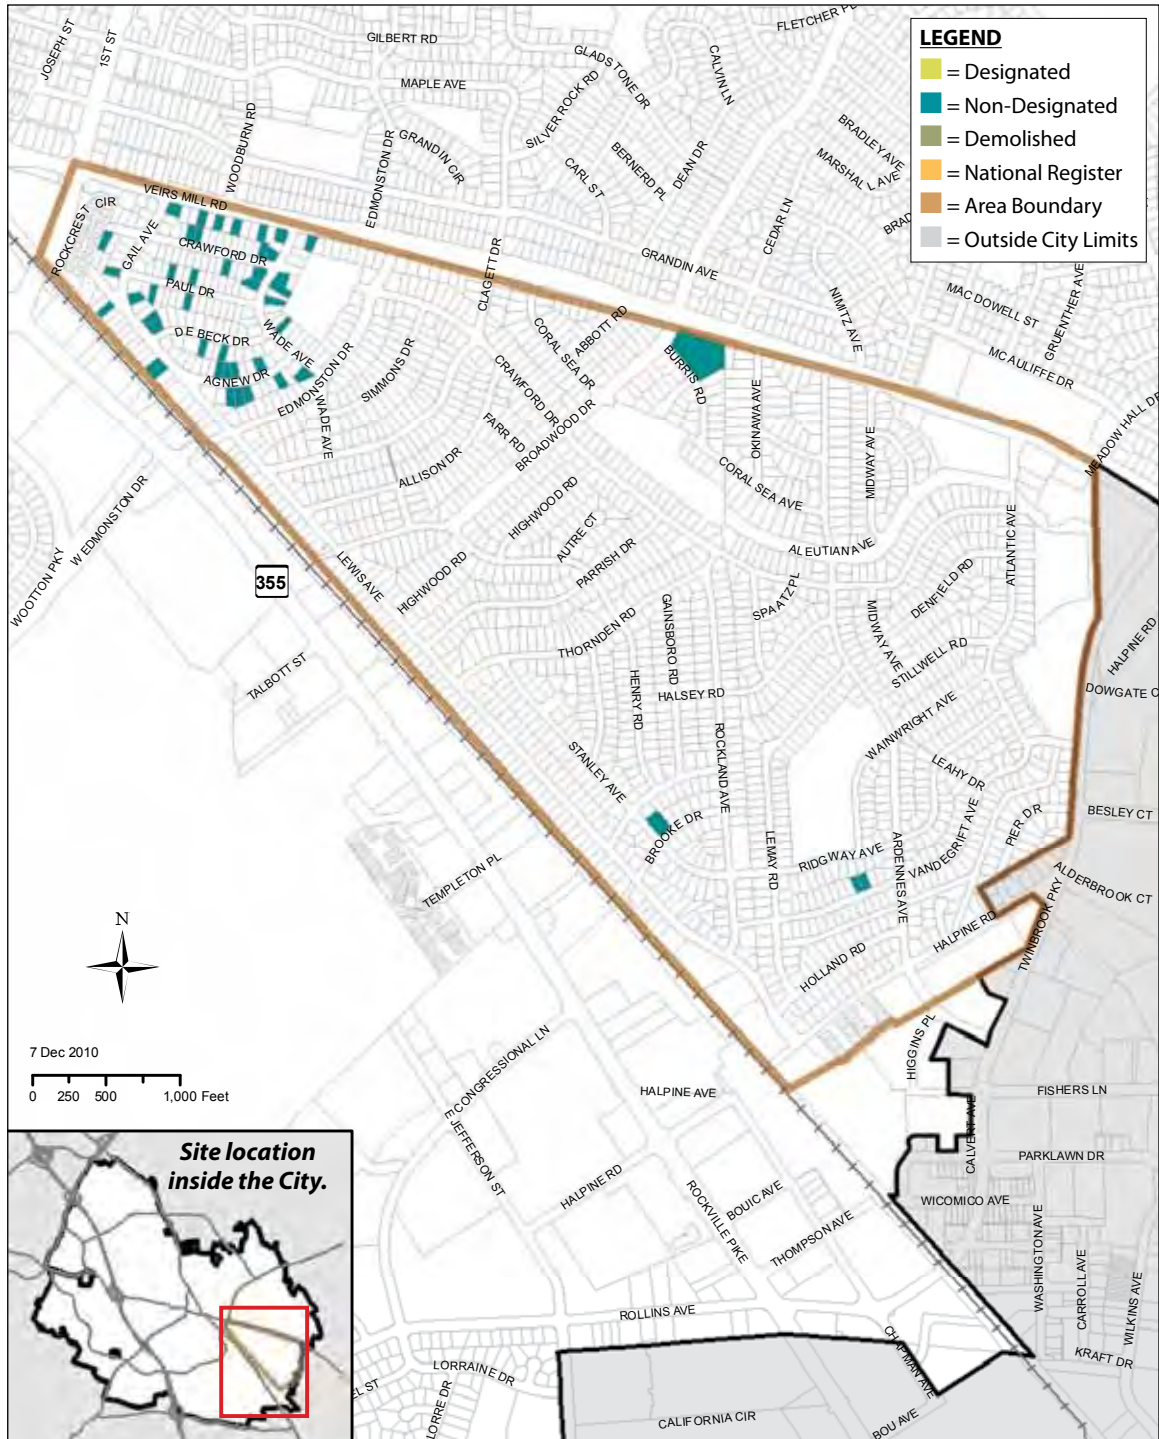 LEGEND
= Designated
= Non-Designated
= Demolished
= National Register
= Area Boundary
= Outside City Limits
JOSEPH ST
1ST ST
GILBERT RD
MAPLE AVE
GLADSTONE DR
SILVER ROCK RD
CALVIN LN
FLETCHER PL
WOODBURN RD
EDMONSTON DR
GRANDIN CIR
CARL ST
BERNERD PL
DEAN DR
BRADLEY AVE
MARSHALL AVE
VEIRS MILL RD
CEDAR LN
ROCKCREST CIR
GAIL AVE
CRAWFORD DR
CLAGETT DR
GRANDIN AVE
PAUL DR
NIMITZ AVE
MAC DOWELL ST
GRUENTHER AVE
DE BECK DR
WADE AVE
CORAL SEA DR
ABBOTT RD
BURRIS RD
MCAULIFFE DR
AGNEW DR
EDMONSTON DR
SIMMONS DR
CRAWFORD DR
MEADOW HALL DR
WADE AVE
FARR RD
BROADWOOD DR
OKINAWA AVE
MIDWAY AVE
ALLISON DR
CORAL SEA AVE
W EDMONSTON DR
HIGHWOOD RD
AUTRE CT
ALEUTIAN AVE
ATLANTIC AVE
WOOTTON PKY
355
LEWIS AVE
HIGHWOOD RD
PARRISH DR
SPAATZ PL
DENFIELD RD
THORNDEN RD
GAINSBORO RD
MIDWAY AVE
STILLWELL RD
HALPINE RD
TALBOTT ST
HENRY RD
HALSEY RD
DOWGATE C
WAINWRIGHT AVE
STANLEY AVE
ROCKLAND AVE
LEAHY DR
BROOKE DR
LEMAY RD
RIDGWAY AVE
ARDENNES AVE
VANDEGRIFT AVE
PIER DR
BESLEY CT
TEMPLETON PL
ALDERBROOK CT
TWINBROOK PKY
HALPINE RD
HOLLAND RD
N
7 Dec 2010
0 250 500 1,000 Feet
E CONGRESSIONAL LN
HIGGINS PL
HALPINE AVE
FISHERS LN
E JEFFERSON ST
CALVERT AVE
PARKLAWN DR
HALPINE RD
ROCKVILLE PIKE
BOUIC AVE
THOMPSON AVE
WICOMICO AVE
WASHINGTON AVE
CARROLL AVE
WILKINS AVE
Site location
inside the City.
ROLLINS AVE
CHAPMAN AVE
KRAFT DR
LORRAINE DR
EL ST
LORRE DR
CALIFORNIA CIR
BOU AVE